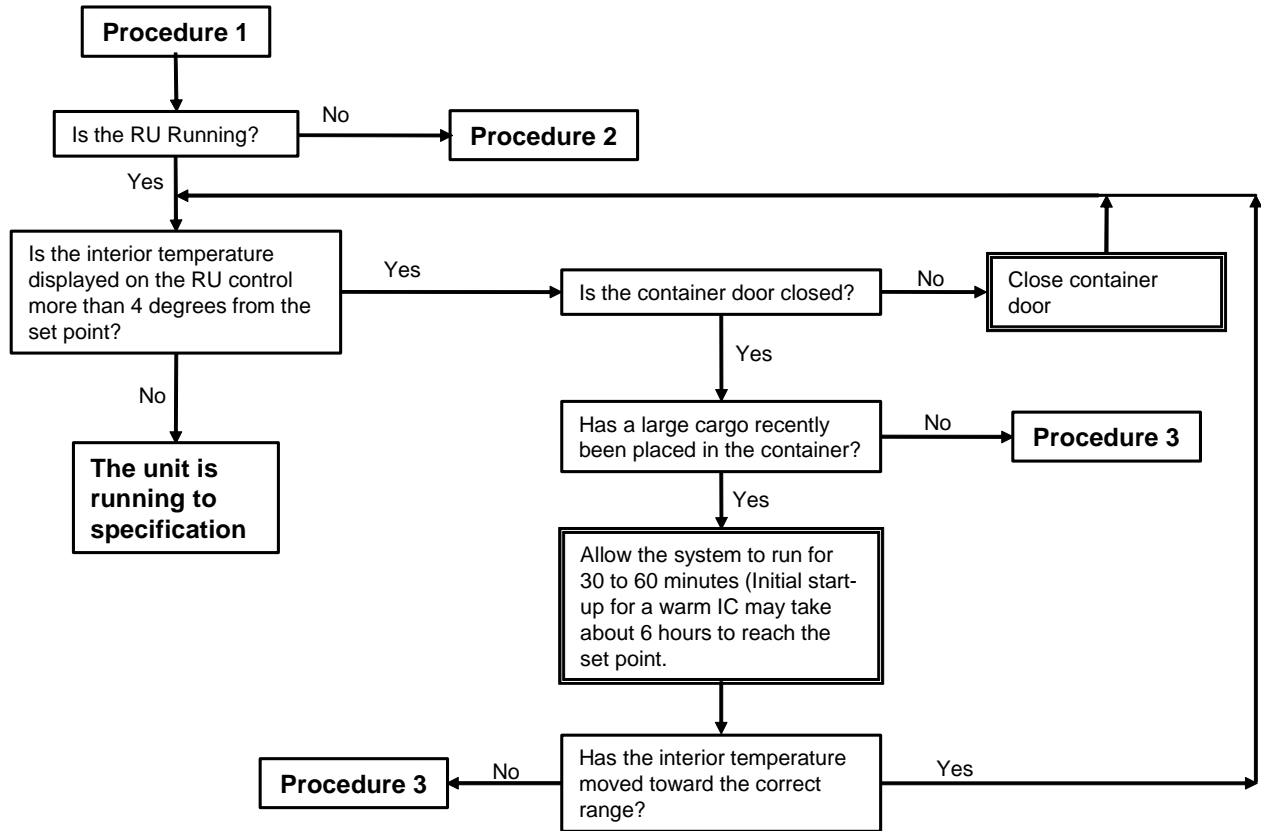 Procedure 1
Is the RU Running?
No
Procedure 2
Yes
Is the interior temperature
displayed on the RU control
more than 4 degrees from the
set point?
Yes
Is the container door closed?
No
Close container
door
Yes
No
The unit is
running to
specification
Has a large cargo recently
been placed in the container?
No
Procedure 3
Yes
Allow the system to run for
30 to 60 minutes (Initial start-
up for a warm IC may take
about 6 hours to reach the
set point.
Has the interior temperature
moved toward the correct
range?
No
Procedure 3
Yes